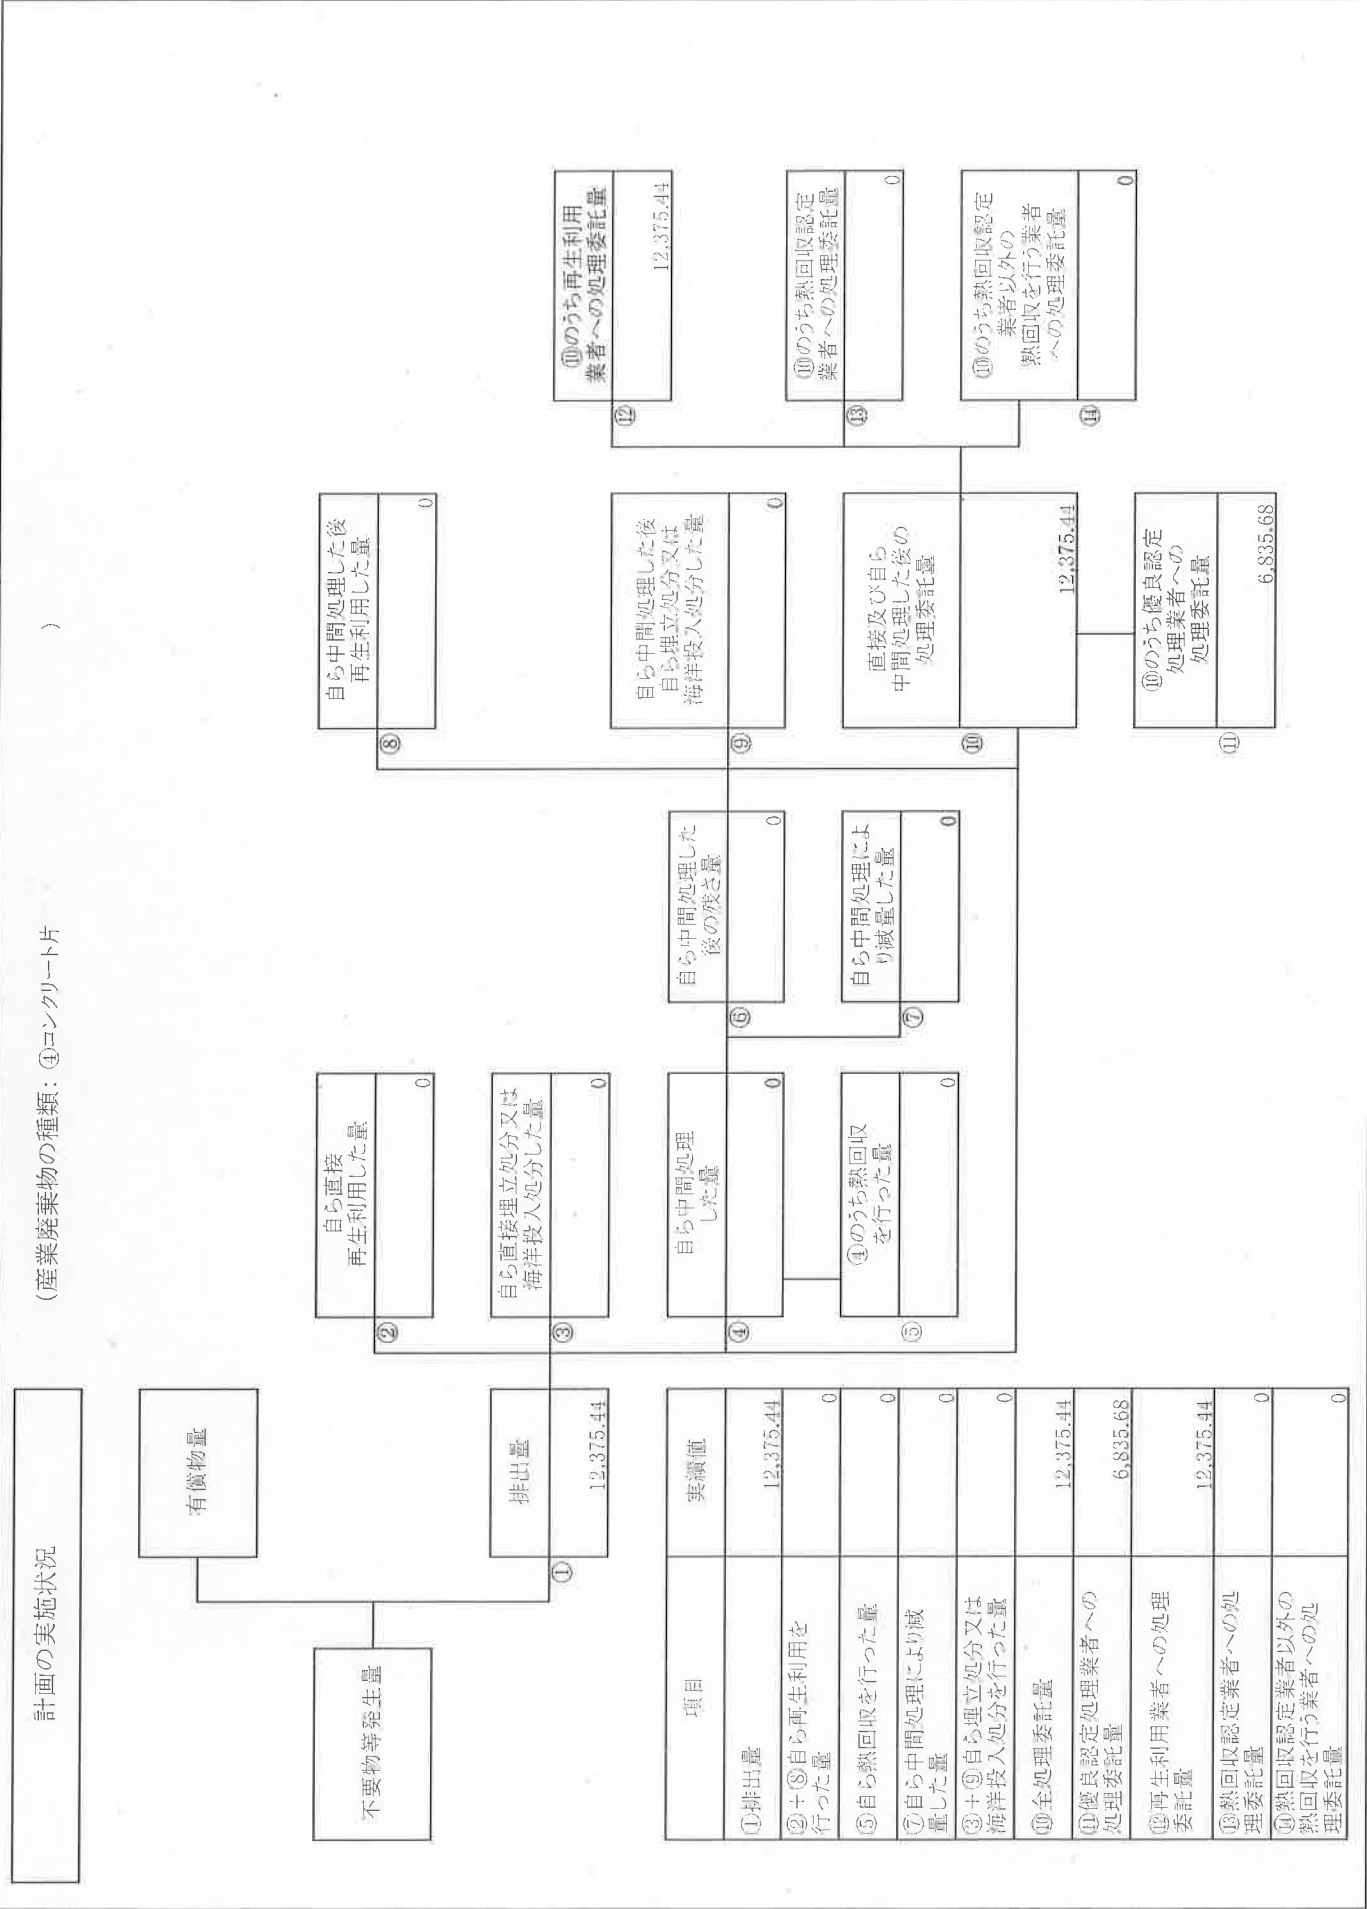 計画の実施状況
(産業廃棄物の種類：④コンクリート片　　　　　)
有償物量
不要物等発生量
排出量
①
12,375.44
自ら直接
再生利用した量
②
0
自ら直接埋立処分又は
海洋投入処分した量
③
0
自ら中間処理
した量
④
0
④のうち熱回収
を行った量
⑤
0
自ら中間処理した
後の残さ量
⑥
0
自ら中間処理によ
り減量した量
⑦
0
自ら中間処理した後
再生利用した量
⑧
0
自ら中間処理した後
自ら埋立処分又は
海洋投入処分した量
⑨
0
直接及び自ら
中間処理した後の
処理委託量
⑩
12,375.44
⑩のうち優良認定
処理業者への
処理委託量
⑪
6,835.68
⑩のうち再生利用
業者への処理委託量
⑫
12,375.44
⑩のうち熱回収認定
業者への処理委託量
⑬
0
⑩のうち熱回収認定
業者以外の
熱回収を行う業者
への処理委託量
⑭
0
項目 実績値
①排出量 12,375.44
②＋⑧自ら再生利用を
行った量 0
⑤自ら熱回収を行った量 0
⑦自ら中間処理により減
量した量 0
③＋⑨自ら埋立処分又は
海洋投入処分を行った量 0
⑩全処理委託量 12,375.44
⑪優良認定処理業者への
処理委託量 6,835.68
⑫再生利用業者への処理
委託量 12,375.44
⑬熱回収認定業者への処
理委託量 0
⑭熱回収認定業者以外の
熱回収を行う業者への処
理委託量 0